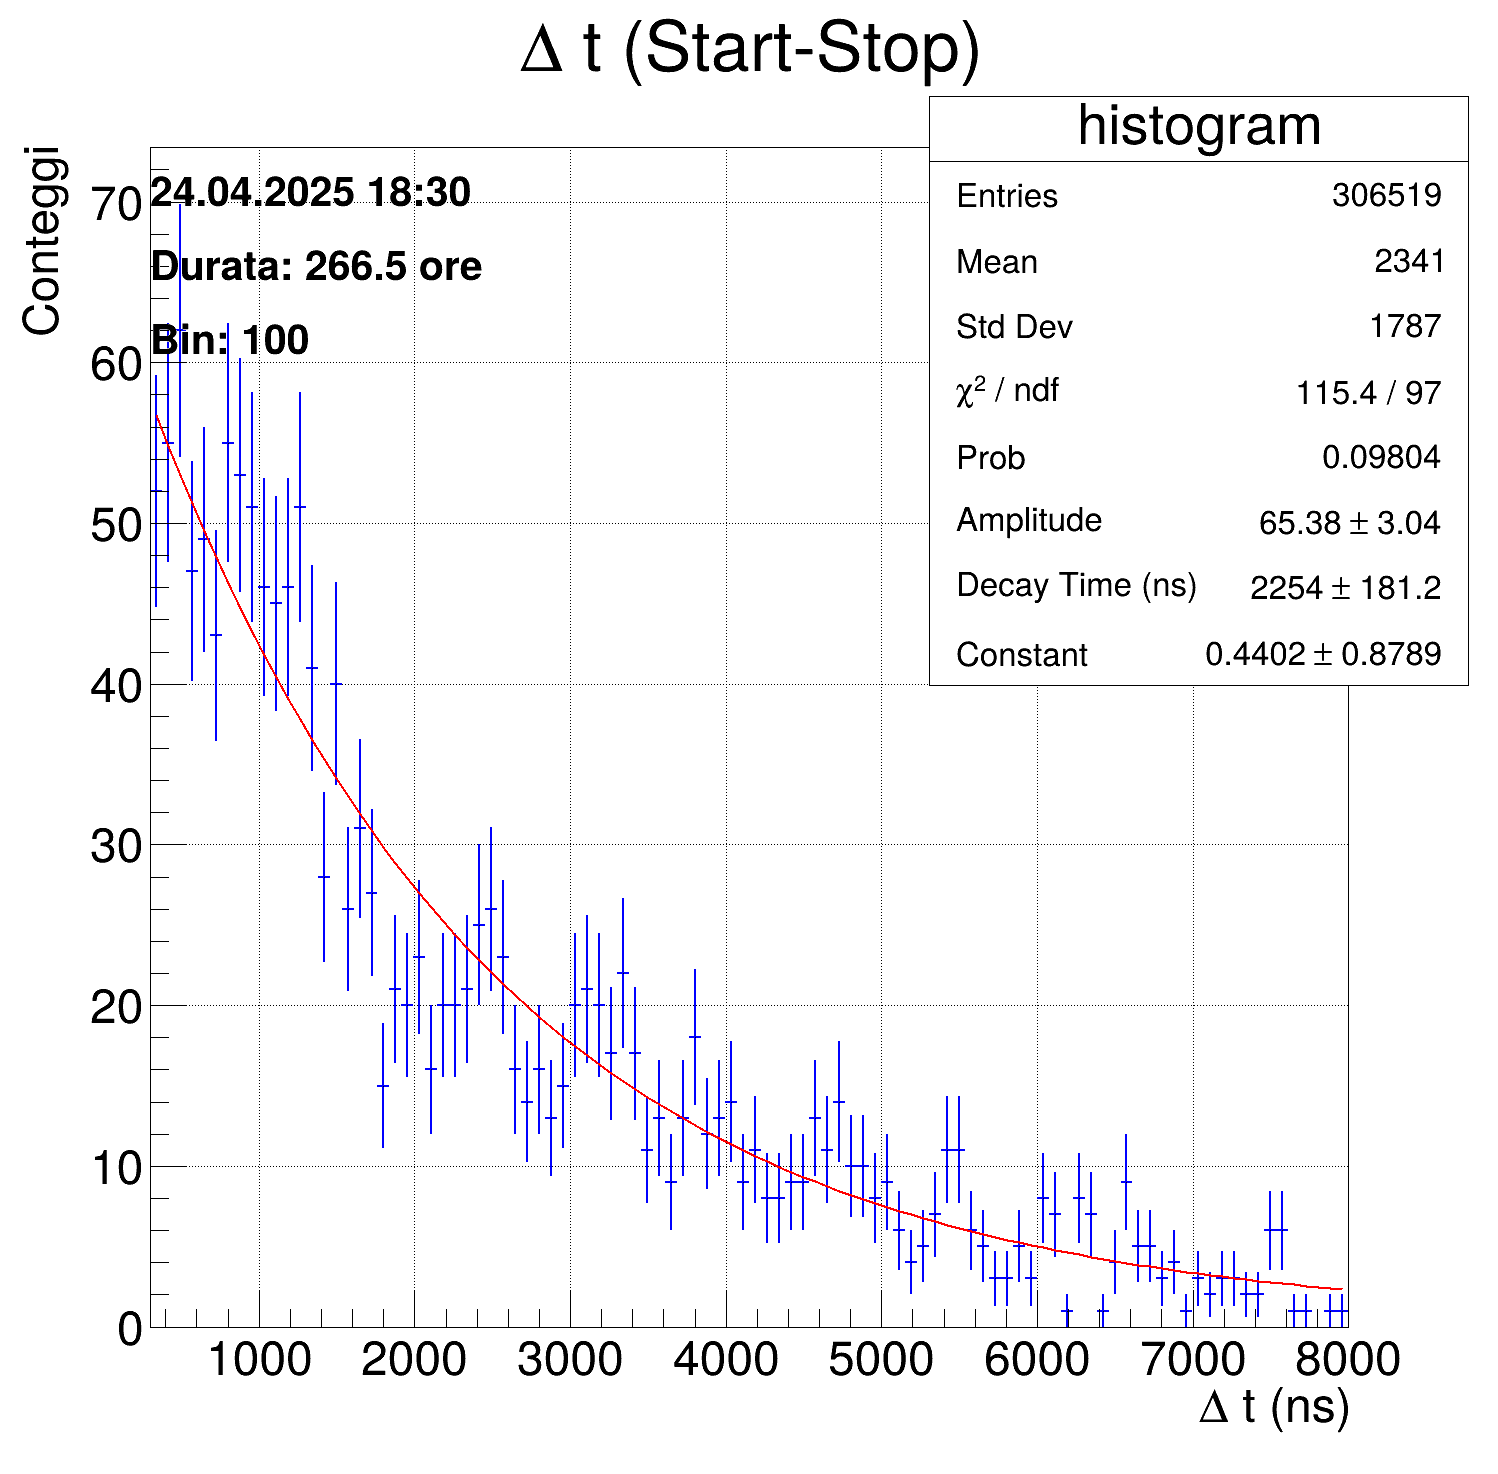 Δ t (Start-Stop)
histogram
Entries 306519
Mean 2341
Std Dev 1787
χ² / ndf 115.4 / 97
Prob 0.09804
Amplitude 65.38 ± 3.04
Decay Time (ns) 2254 ± 181.2
Constant 0.4402 ± 0.8789
24.04.2025 18:30
Durata: 266.5 ore
Bin: 100
Conteggi
70
60
50
40
30
20
10
0
1000 2000 3000 4000 5000 6000 7000 8000
Δ t (ns)